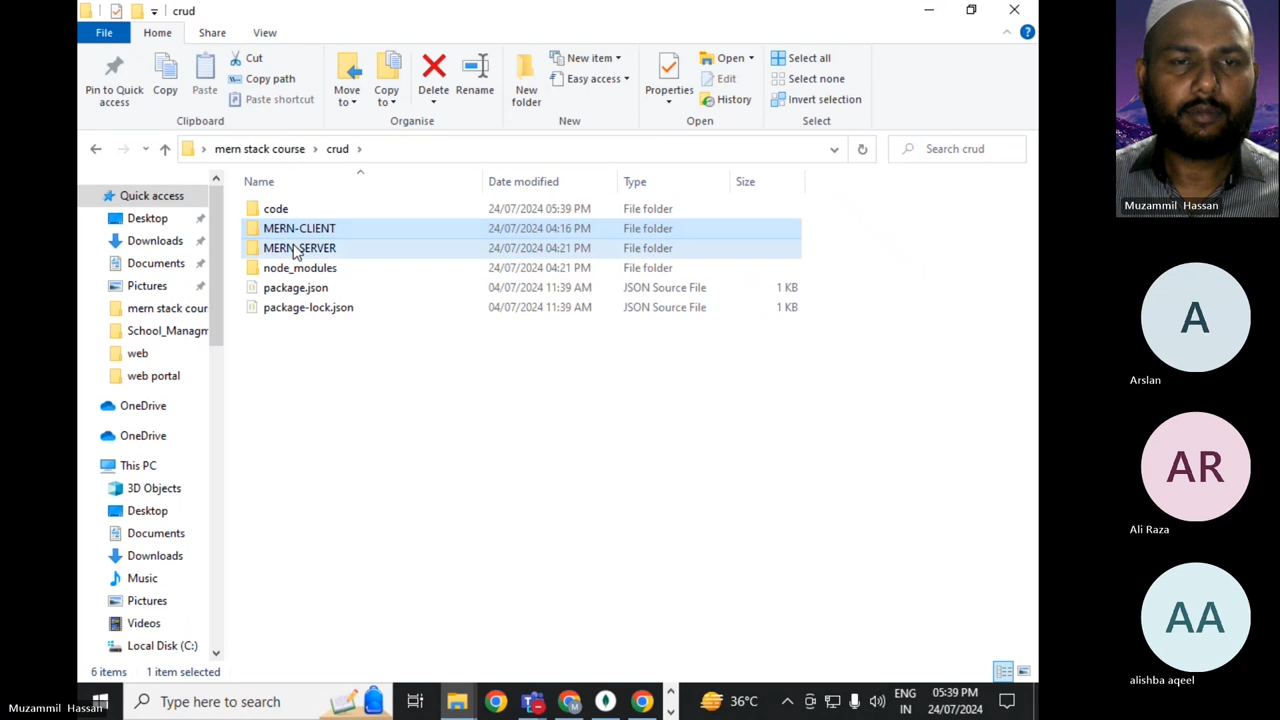 crud
File Home Share View
Pin to Quick access
Copy
Paste
Cut
Copy path
Paste shortcut
Clipboard
Move to
Copy to
Delete
Rename
Organise
New folder
New item
Easy access
New
Properties
Open
Edit
History
Open
Select all
Select none
Invert selection
Select
mern stack course crud
Search crud
Name Date modified Type Size
code 24/07/2024 05:39 PM File folder
MERN-CLIENT 24/07/2024 04:16 PM File folder
MERN-SERVER 24/07/2024 04:21 PM File folder
node_modules 24/07/2024 04:21 PM File folder
package.json 04/07/2024 11:39 AM JSON Source File 1 KB
package-lock.json 04/07/2024 11:39 AM JSON Source File 1 KB
Quick access
Desktop
Downloads
Documents
Pictures
mern stack cour
School_Managm
web
web portal
OneDrive
OneDrive
This PC
3D Objects
Desktop
Documents
Downloads
Music
Pictures
Videos
Local Disk (C:)
6 items 1 item selected
Type here to search
36°C
ENG
IN
05:39 PM
24/07/2024
Muzammil Hassan
Muzammil Hassan
A
Arslan
AR
Ali Raza
AA
alishba aqeel